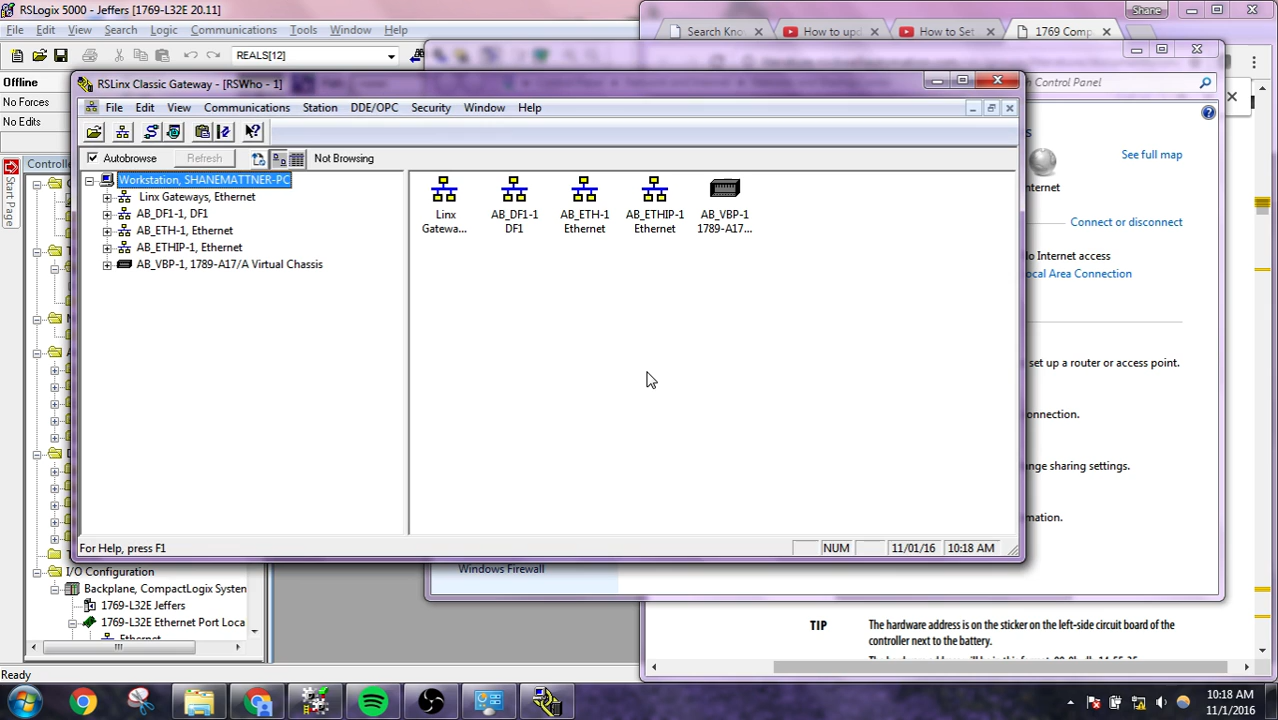 RSLogix 5000 - Jeffers [1769-L32E 20.11]
Shane
File Edit View Search Logic Communications Tools Window Help
Search Kno
How to up
How to Set
1769 Comp
REALS[12]
Offline
No Forces
No Edits
Control Panel
Start Page
RSLinx Classic Gateway - [RSWho - 1]
File Edit View Communications Station DDE/OPC Security Window Help
Autobrowse
Refresh
Not Browsing
Workstation, SHANEMATTNER-PC
Linx Gateways, Ethernet
AB_DF1-1, DF1
AB_ETH-1, Ethernet
AB_ETHIP-1, Ethernet
AB_VBP-1, 1789-A17/A Virtual Chassis
Linx
Gatewa...
AB_DF1-1
DF1
AB_ETH-1
Ethernet
AB_ETHIP-1
Ethernet
AB_VBP-1
1789-A17...
For Help, press F1
NUM
11/01/16
10:18 AM
See full map
Connect or disconnect
ocal Area Connection
set up a router or access point.
onnection.
nge sharing settings.
mation.
Windows Firewall
I/O Configuration
Backplane, CompactLogix System
1769-L32E Jeffers
1769-L32E Ethernet Port Loca
Ethernet
Ready
TIP
The hardware address is on the sticker on the left-side circuit board of the
controller next to the battery.
10:18 AM
11/1/2016